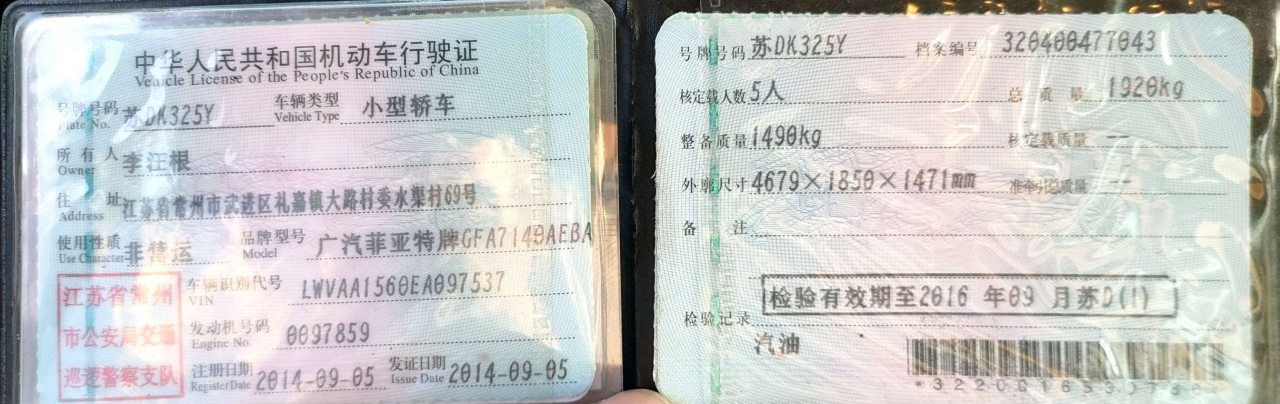 中华人民共和国机动车行驶证
Vehicle License of the People's Republic of China
号牌号码 苏DK325Y 车辆类型 小型轿车
Plate No. Vehicle Type
所有人 李汪根
Owner
住址 江苏省常州市武进区礼嘉镇大路村委水渠村69号
Address
使用性质 非营运 品牌型号 广汽菲亚特牌GFA7140AEBA
Use Character Model
江苏省常州
市公安局交通
巡逻警察支队
车辆识别代号 LWVAA1560EA097537
VIN
发动机号码 0097859
Engine No.
注册日期 2014-09-05 发证日期 2014-09-05
Register Date Issue Date
号牌号码 苏DK325Y 档案编号 320400477043
核定载人数 5人 总质量 1920kg
整备质量 1490kg 核定载质量 --
外廓尺寸 4679×1850×1471mm 准牵引总质量 --
备注
检验有效期至2016 年09 月苏D(1)
检验记录
汽油